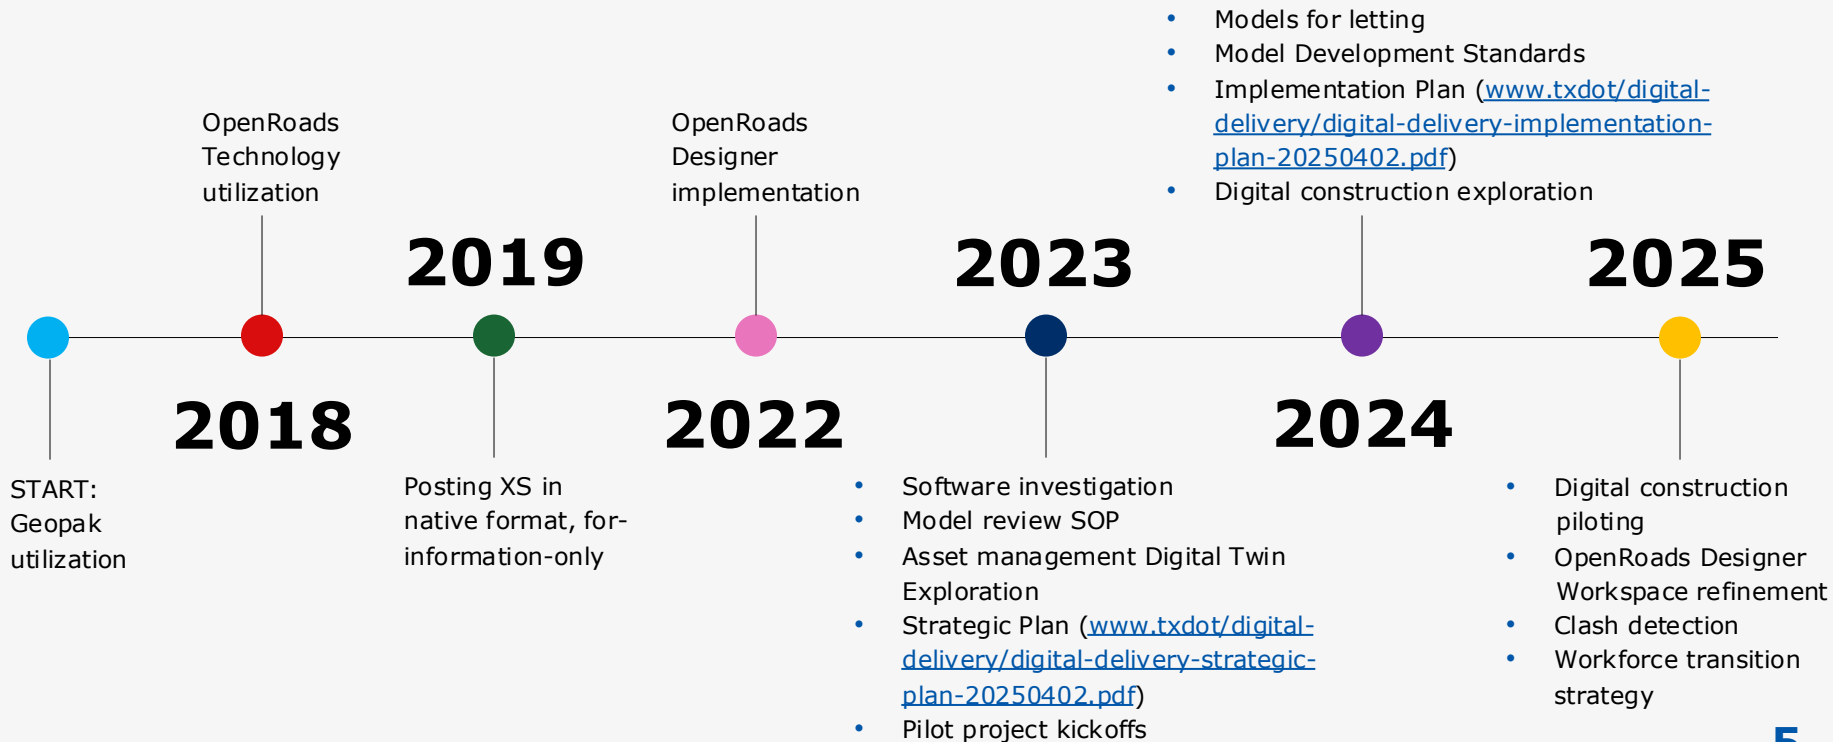 START:
Geopak
utilization
OpenRoads
Technology
utilization
2018
2019
Posting XS in
native format, for-
information-only
OpenRoads
Designer
implementation
2022
2023
• Software investigation
• Model review SOP
• Asset management Digital Twin
Exploration
• Strategic Plan (www.txdot/digital-
delivery/digital-delivery-strategic-
plan-20250402.pdf)
• Pilot project kickoffs
• Models for letting
• Model Development Standards
• Implementation Plan (www.txdot/digital-
delivery/digital-delivery-implementation-
plan-20250402.pdf)
• Digital construction exploration
2024
2025
• Digital construction
piloting
• OpenRoads Designer
Workspace refinement
• Clash detection
• Workforce transition
strategy
5